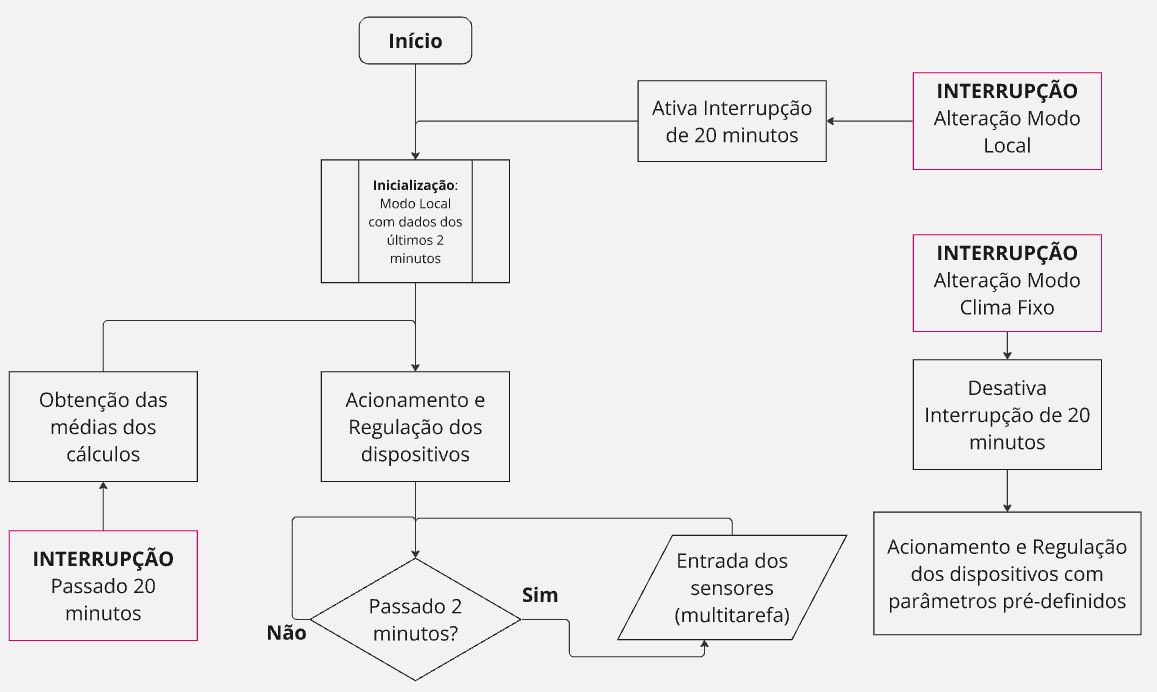 Início
Ativa Interrupção
de 20 minutos
INTERRUPÇÃO
Alteração Modo
Local
Inicialização:
Modo Local
com dados dos
últimos 2
minutos
INTERRUPÇÃO
Alteração Modo
Clima Fixo
Obtenção das
médias dos
cálculos
Acionamento e
Regulação dos
dispositivos
Desativa
Interrupção de 20
minutos
INTERRUPÇÃO
Passado 20
minutos
Não
Passado 2
minutos?
Sim
Entrada dos
sensores
(multitarefa)
Acionamento e Regulação
dos dispositivos com
parâmetros pré-definidos